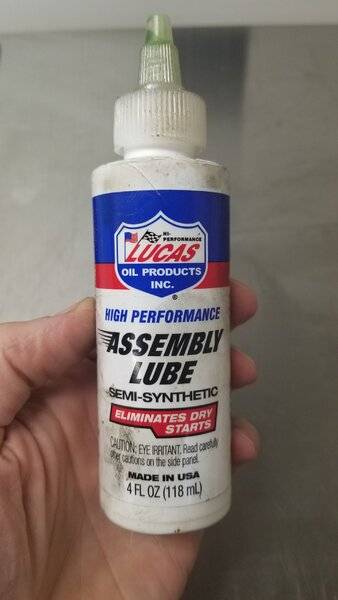 HI-
PERFORMANCE
LUCAS
OIL PRODUCTS
INC.
®
HIGH PERFORMANCE
ASSEMBLY
LUBE
SEMI-SYNTHETIC
ELIMINATES DRY
STARTS
CAUTION: EYE IRRITANT. Read carefully
other cautions on the side panel.
MADE IN USA
4 FL OZ (118 mL)